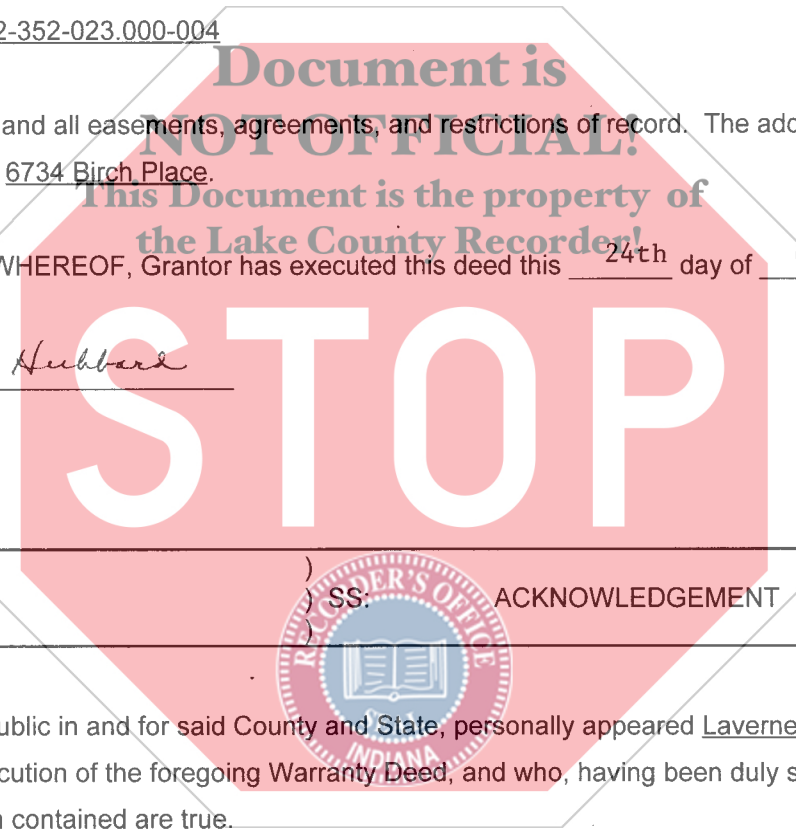 2-352-023.000-004
Document is
and all easements, agreements, and restrictions of record. The add
NOT OFFICIAL!
6734 Birch Place.
This Document is the property of
the Lake County Recorder!
WHEREOF, Grantor has executed this deed this 24th day of
Hubbard
STOP
)
) SS: ACKNOWLEDGEMENT
)
RECORDER'S OFFICE
ublic in and for said County and State, personally appeared Laverne
INDIANA
cution of the foregoing Warranty Deed, and who, having been duly s
contained are true.